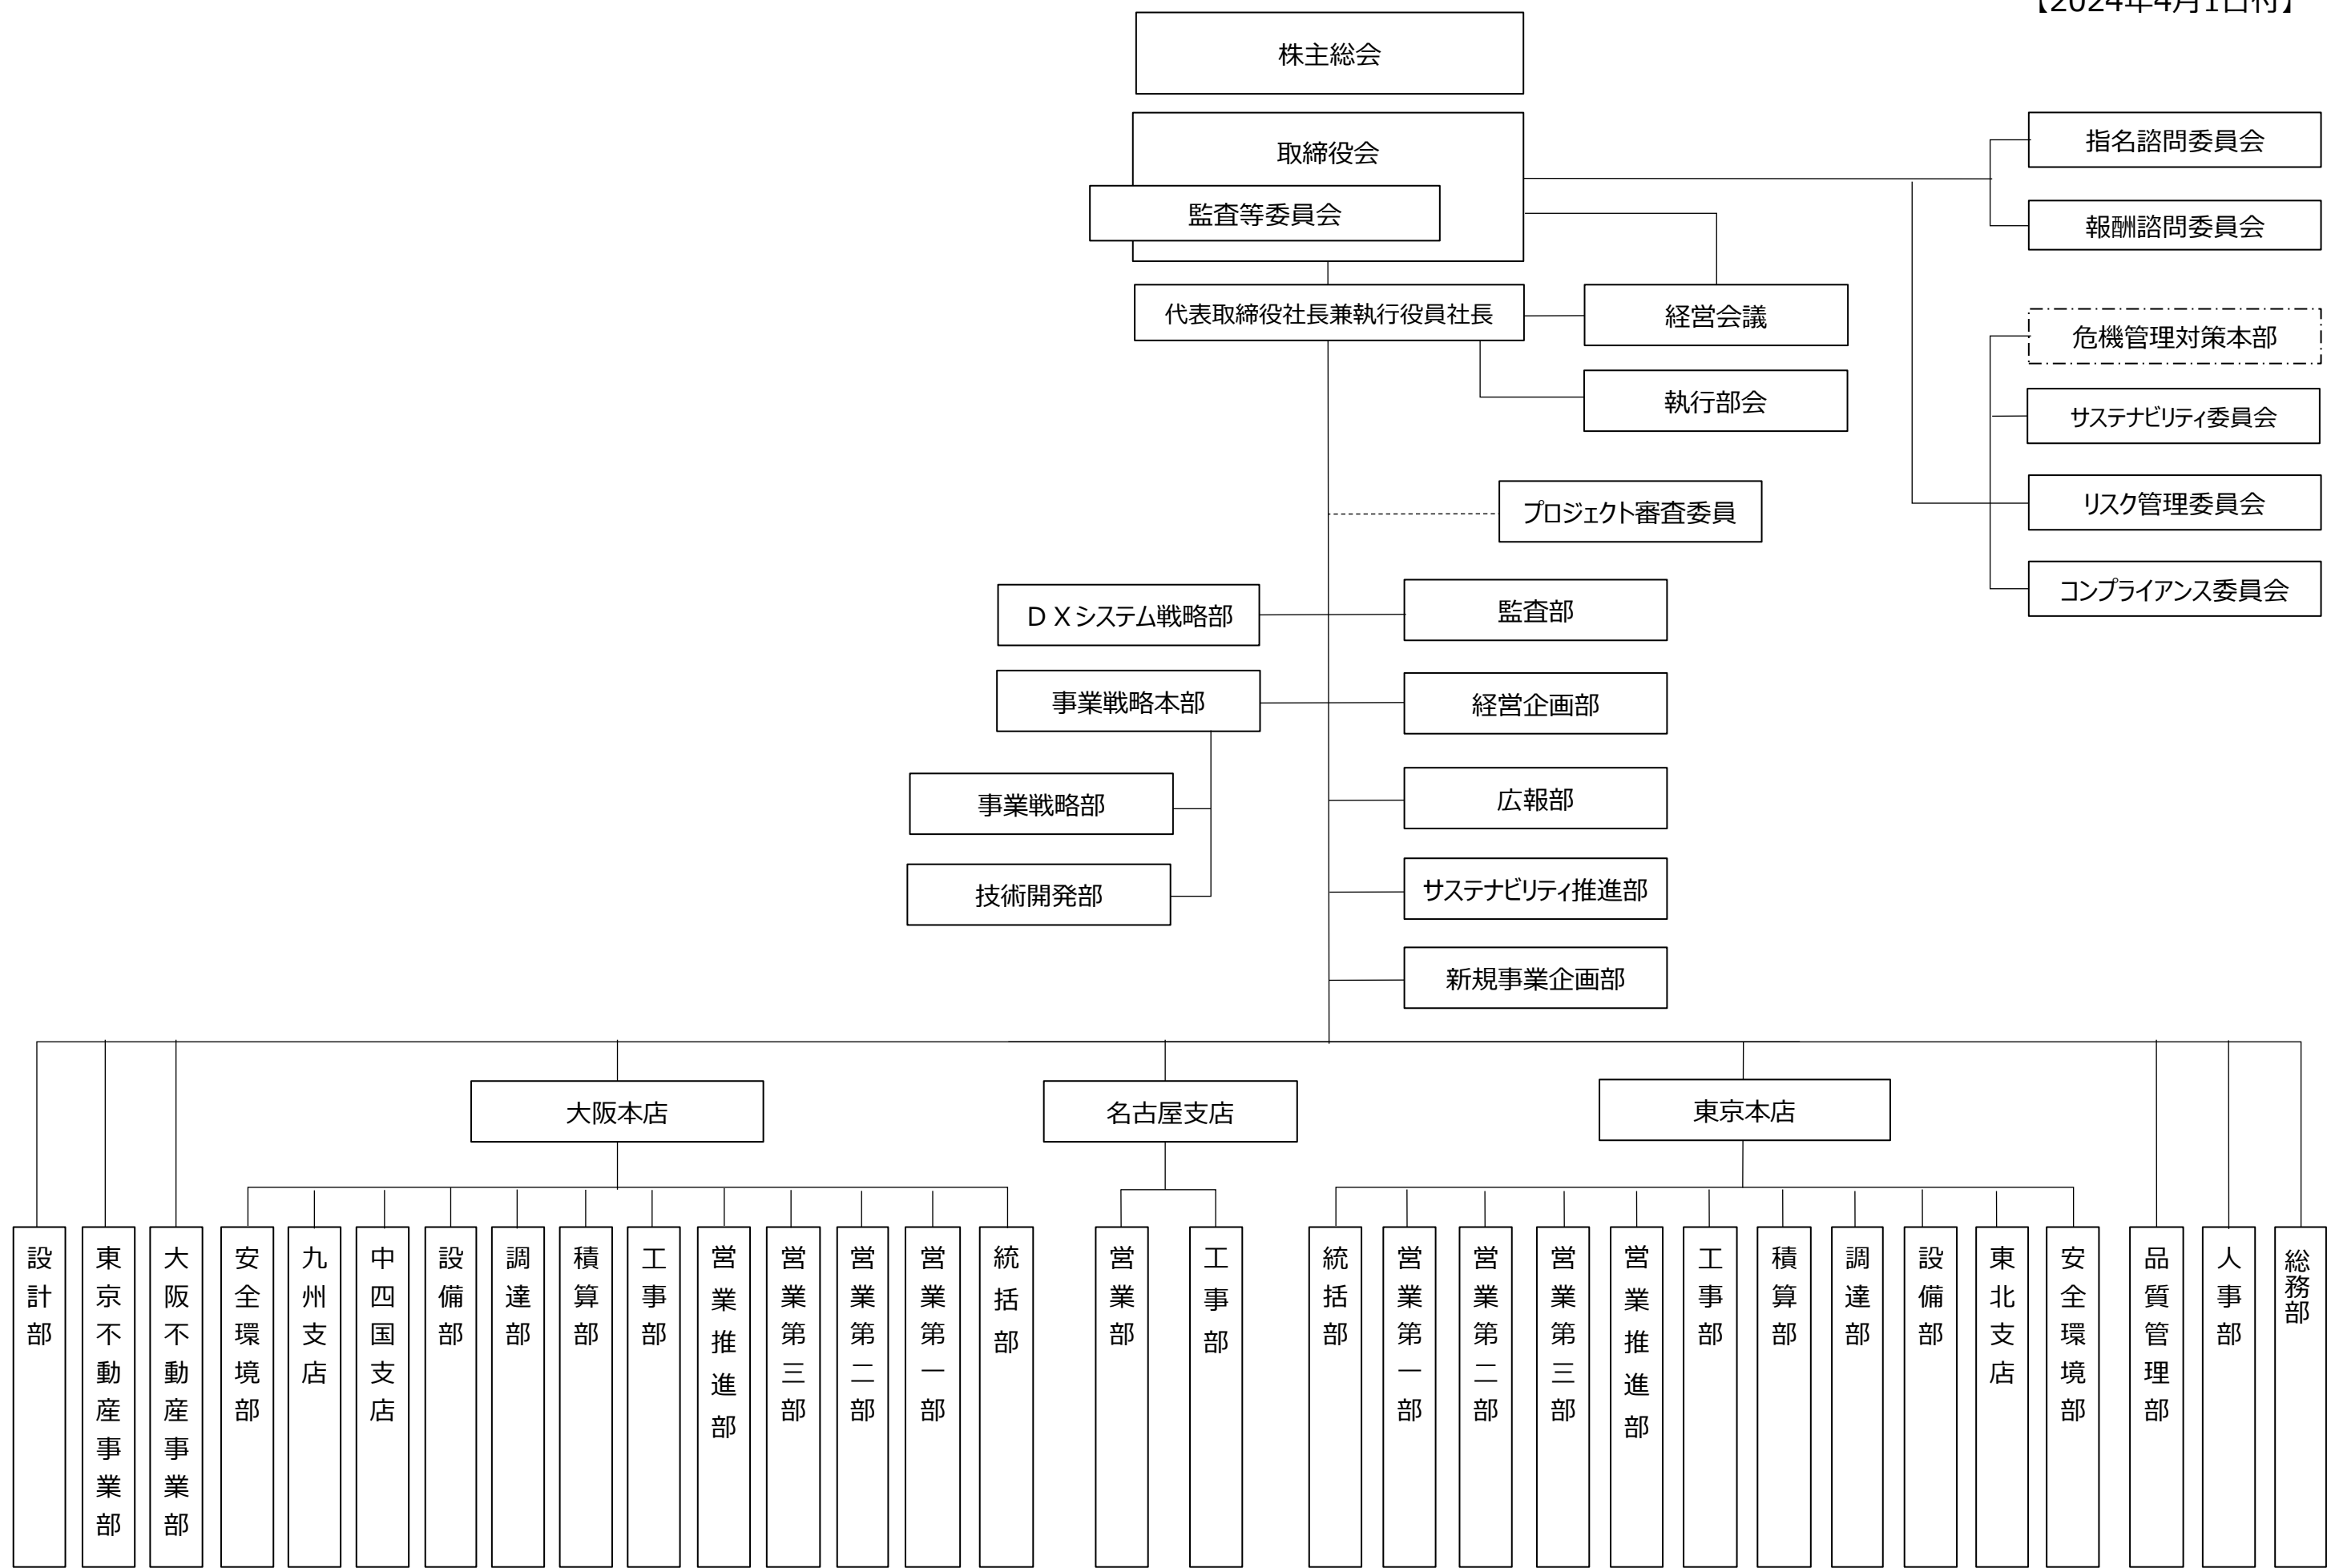 【2024年4月1日付】
株主総会
取締役会
監査等委員会
指名諮問委員会
報酬諮問委員会
代表取締役社長兼執行役員社長
経営会議
執行部会
危機管理対策本部
サステナビリティ委員会
リスク管理委員会
コンプライアンス委員会
プロジェクト審査委員
ＤＸシステム戦略部
監査部
事業戦略本部
経営企画部
事業戦略部
広報部
技術開発部
サステナビリティ推進部
新規事業企画部
大阪本店
名古屋支店
東京本店
設計部
東京不動産事業部
大阪不動産事業部
安全環境部
九州支店
中四国支店
設備部
調達部
積算部
工事部
営業推進部
営業第三部
営業第二部
営業第一部
統括部
営業部
工事部
統括部
営業第一部
営業第二部
営業第三部
営業推進部
工事部
積算部
調達部
設備部
東北支店
安全環境部
品質管理部
人事部
総務部